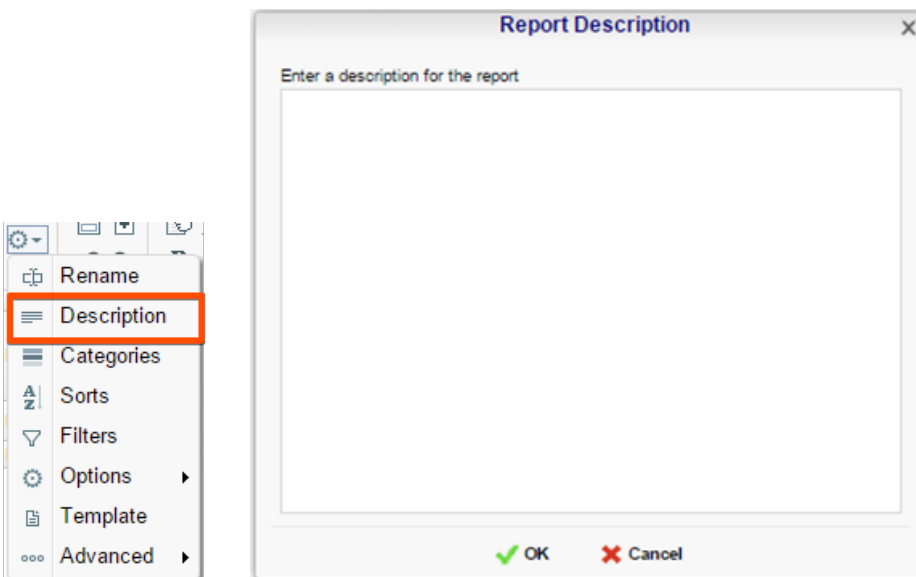 Report Description
Enter a description for the report
Rename
Description
Categories
Sorts
Filters
Options
Template
Advanced
OK Cancel